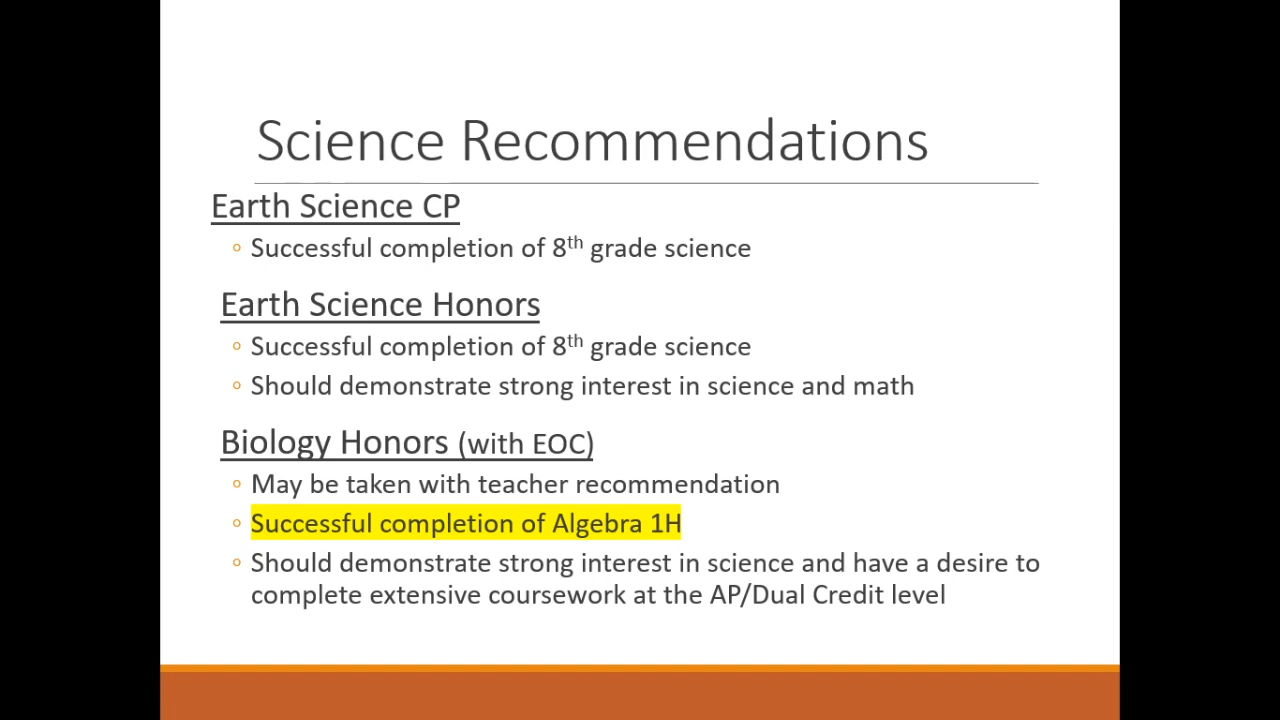 Science Recommendations
Earth Science CP
◦ Successful completion of 8th grade science
Earth Science Honors
◦ Successful completion of 8th grade science
◦ Should demonstrate strong interest in science and math
Biology Honors (with EOC)
◦ May be taken with teacher recommendation
◦ Successful completion of Algebra 1H
◦ Should demonstrate strong interest in science and have a desire to
complete extensive coursework at the AP/Dual Credit level